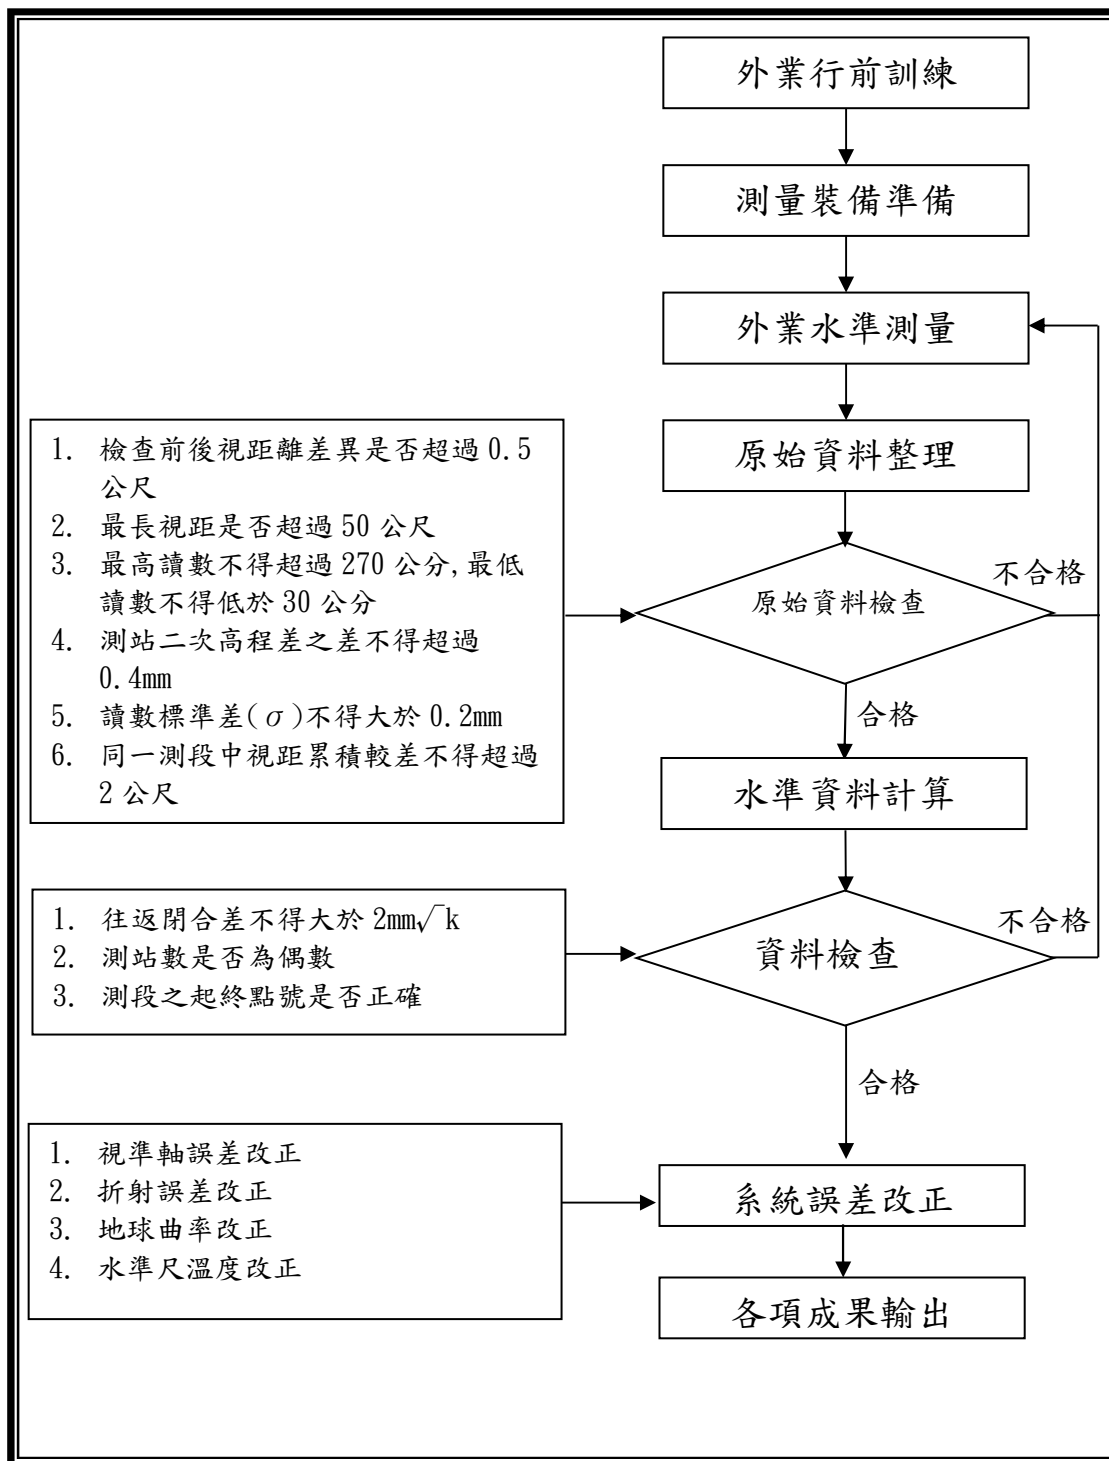 外業行前訓練
測量裝備準備
外業水準測量
原始資料整理
1. 檢查前後視距離差異是否超過 0.5
公尺
2. 最長視距是否超過 50 公尺
3. 最高讀數不得超過 270 公分,最低
讀數不得低於 30 公分
4. 測站二次高程差之差不得超過
0.4mm
5. 讀數標準差(σ)不得大於 0.2mm
6. 同一測段中視距累積較差不得超過
2 公尺
原始資料檢查
不合格
合格
水準資料計算
1. 往返閉合差不得大於 2mm√k
2. 測站數是否為偶數
3. 測段之起終點號是否正確
資料檢查
不合格
合格
1. 視準軸誤差改正
2. 折射誤差改正
3. 地球曲率改正
4. 水準尺溫度改正
系統誤差改正
各項成果輸出